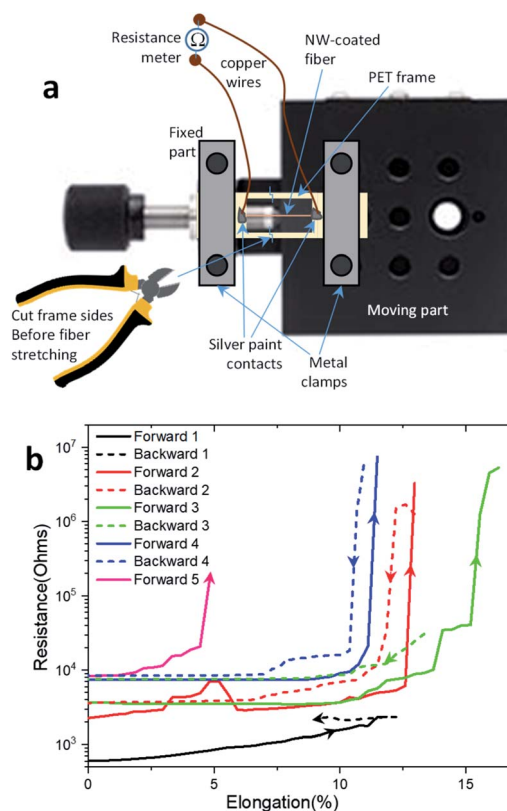 Resistance
meter
Ω
copper
wires
NW-coated
fiber
PET frame
a
Fixed
part
Cut frame sides
Before fiber
stretching
Silver paint
contacts
Metal
clamps
Moving part
b
Forward 1
Backward 1
Forward 2
Backward 2
Forward 3
Backward 3
Forward 4
Backward 4
Forward 5
Resistance(Ohms)
10⁷
10⁶
10⁵
10⁴
10³
0 5 10 15
Elongation(%)